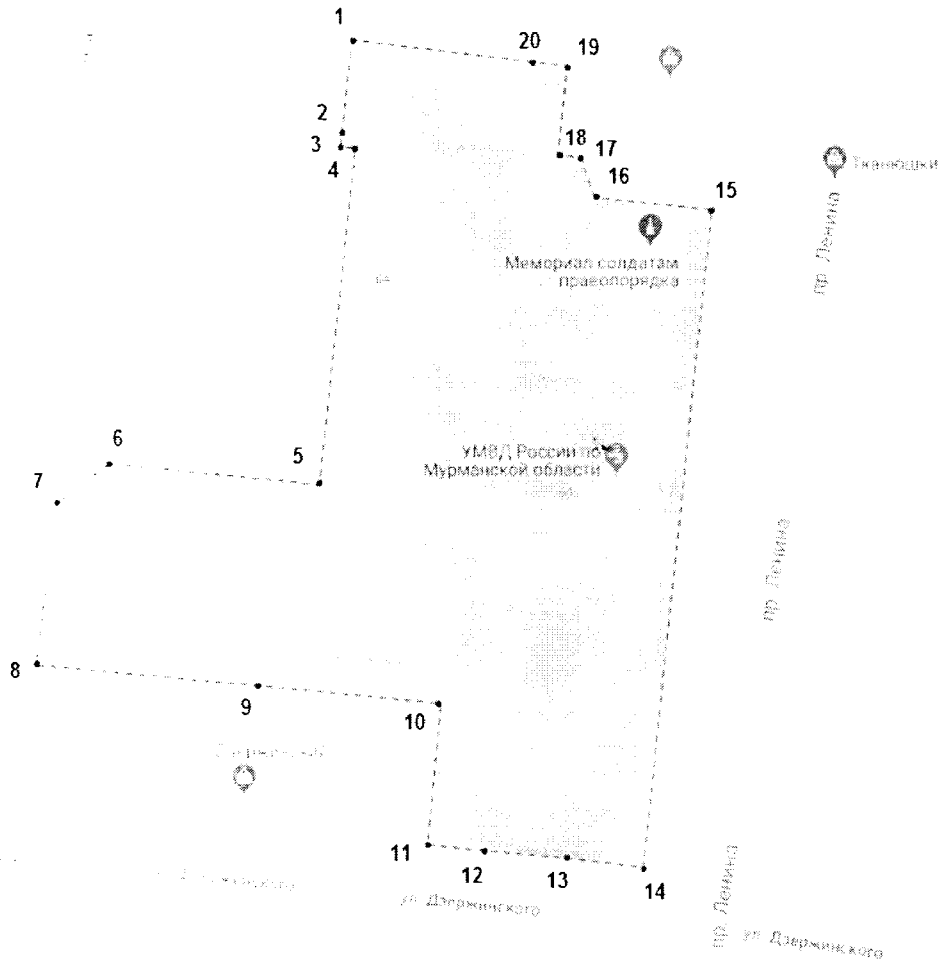 1
20
19
2
18
17
3
4
16
15
Тканюшки
пр. Ленина
Мемориал солдатам
правопорядка
6
5
УМВД России по
Мурманской области
7
пр. Ленина
8
9
10
11
12
13
14
ул. Дзержинского
пр. Ленина
ул. Дзержинского